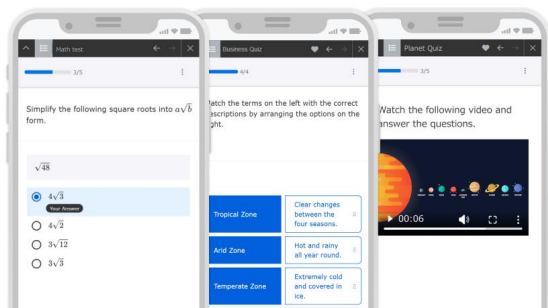 Math test
3/5
Simplify the following square roots into a√b
form.
√48
4√3
Your Answer
4√2
3√12
3√3
Business Quiz
4/4
atch the terms on the left with the correct
escriptions by arranging the options on the
ght.
Tropical Zone
Clear changes
between the
four seasons.
Arid Zone
Hot and rainy
all year round.
Temperate Zone
Extremely cold
and covered in
ice.
Planet Quiz
3/5
Watch the following video and
answer the questions.
00:06